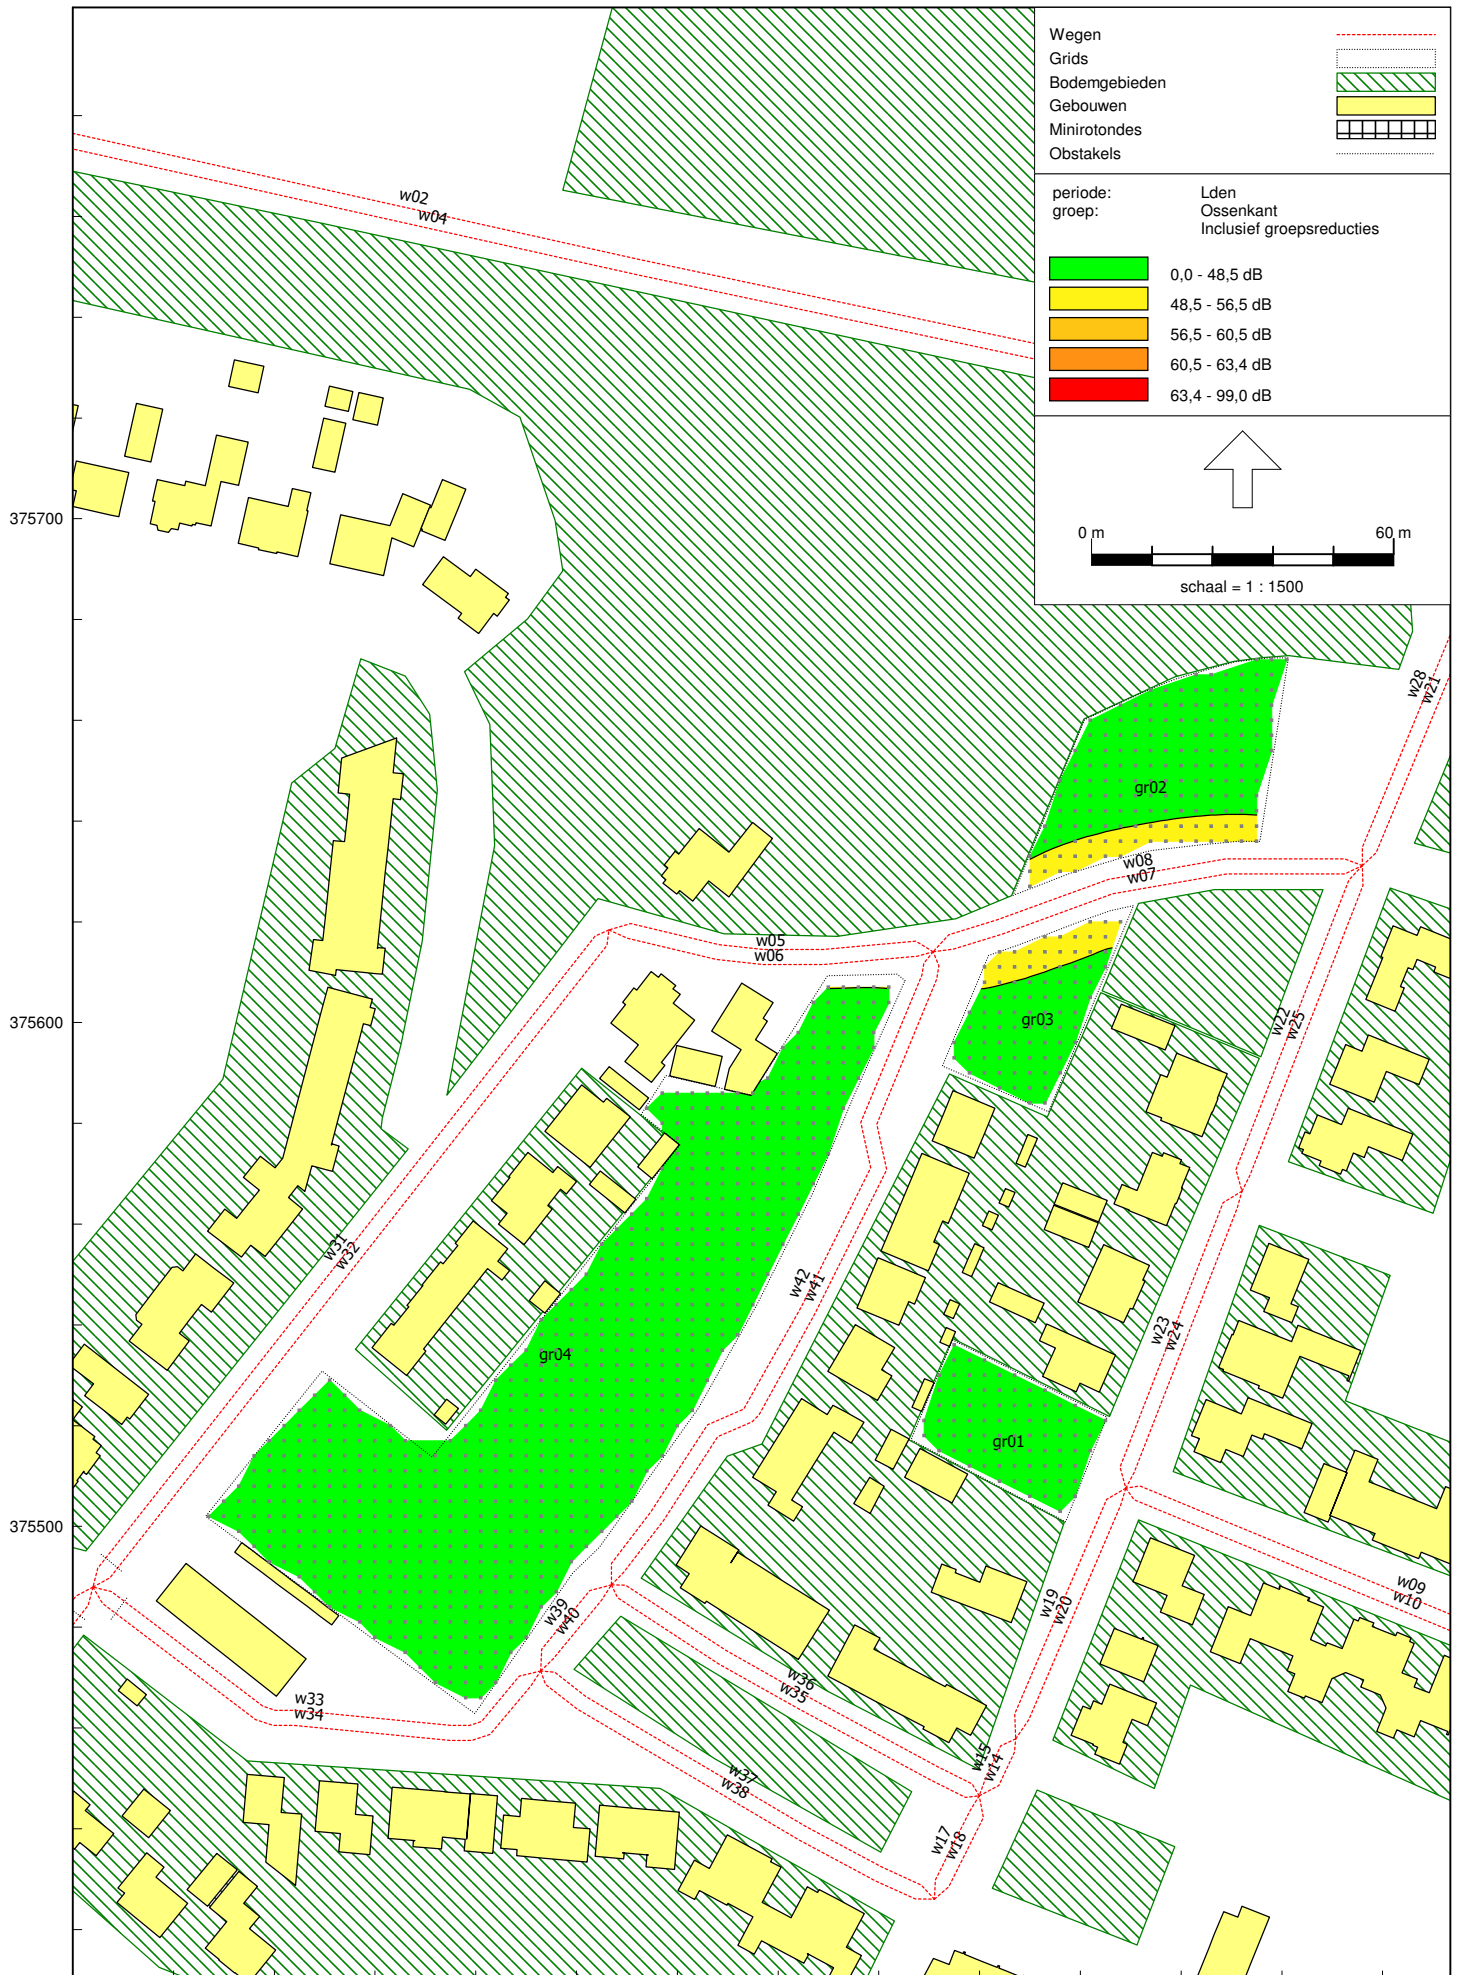 Wegen
Grids
Bodemgebieden
Gebouwen
Minirotondes
Obstakels
periode: Lden
groep: Ossenkant
Inclusief groepsreducties
0,0 - 48,5 dB
48,5 - 56,5 dB
56,5 - 60,5 dB
60,5 - 63,4 dB
63,4 - 99,0 dB
0 m 60 m
schaal = 1 : 1500
w02
w04
375700
w28
w21
gr02
w08
w07
w05
w06
375600
gr03
w22
w25
w31
w32
w42
w41
w23
w24
gr04
gr01
375500
w09
w10
w39
w40
w19
w20
w36
w35
w33
w34
w15
w14
w37
w38
w17
w18